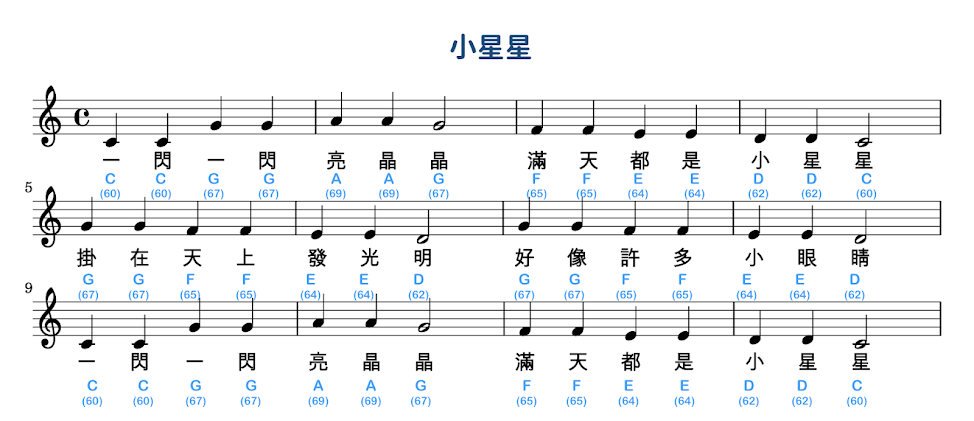 小星星
一 閃 一 閃 亮 晶 晶 滿 天 都 是 小 星 星
C C G G A A G F F E E D D C
(60) (60) (67) (67) (69) (69) (67) (65) (65) (64) (64) (62) (62) (60)
5
掛 在 天 上 發 光 明 好 像 許 多 小 眼 睛
G G F F E E D G G F F E E D
(67) (67) (65) (65) (64) (64) (62) (67) (67) (65) (65) (64) (64) (62)
9
一 閃 一 閃 亮 晶 晶 滿 天 都 是 小 星 星
C C G G A A G F F E E D D C
(60) (60) (67) (67) (69) (69) (67) (65) (65) (64) (64) (62) (62) (60)